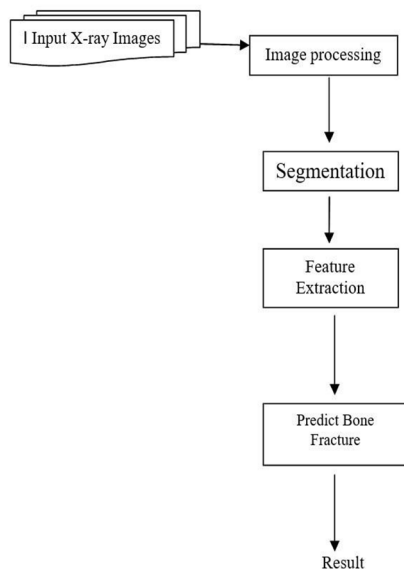 I Input X-ray Images
Image processing
Segmentation
Feature
Extraction
Predict Bone
Fracture
Result